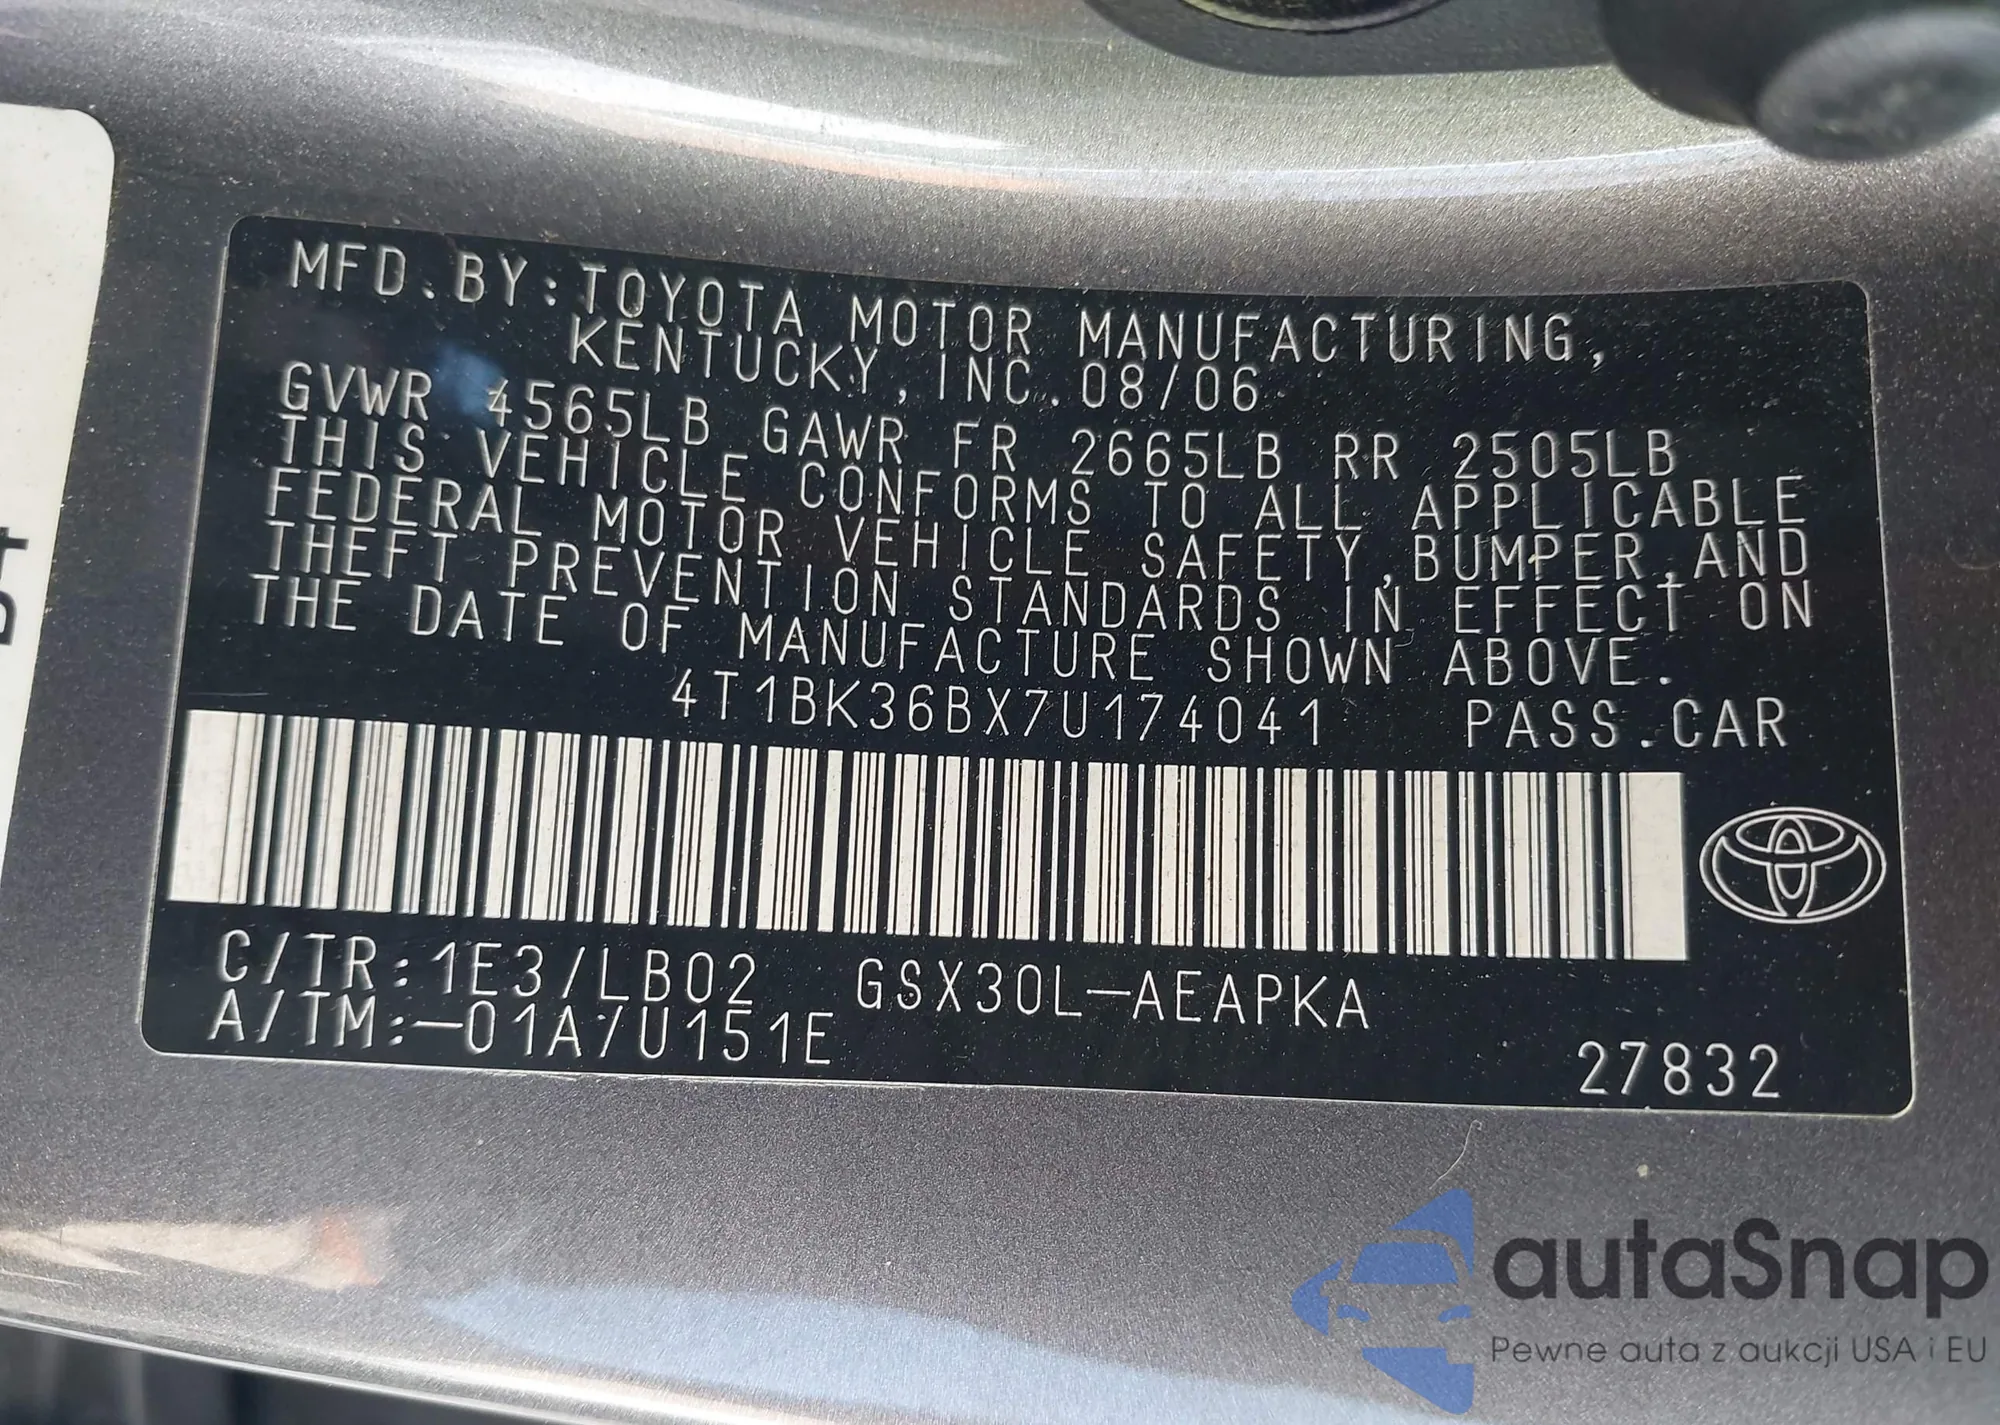 MFD.BY:TOYOTA MOTOR MANUFACTURING,
KENTUCKY, INC. 08/06
GVWR 4565LB GAWR FR 2665LB RR 2505LB
THIS VEHICLE CONFORMS TO ALL APPLICABLE
FEDERAL MOTOR VEHICLE SAFETY,BUMPER,AND
THEFT PREVENTION STANDARDS IN EFFECT ON
THE DATE OF MANUFACTURE SHOWN ABOVE.
4T1BK36BX7U174041 PASS.CAR
C/TR:1E3/LB02 GSX30L-AEAPKA
A/TM:-01A/U151E
27832
autaSnap
Pewne auta z aukcji USA i EU